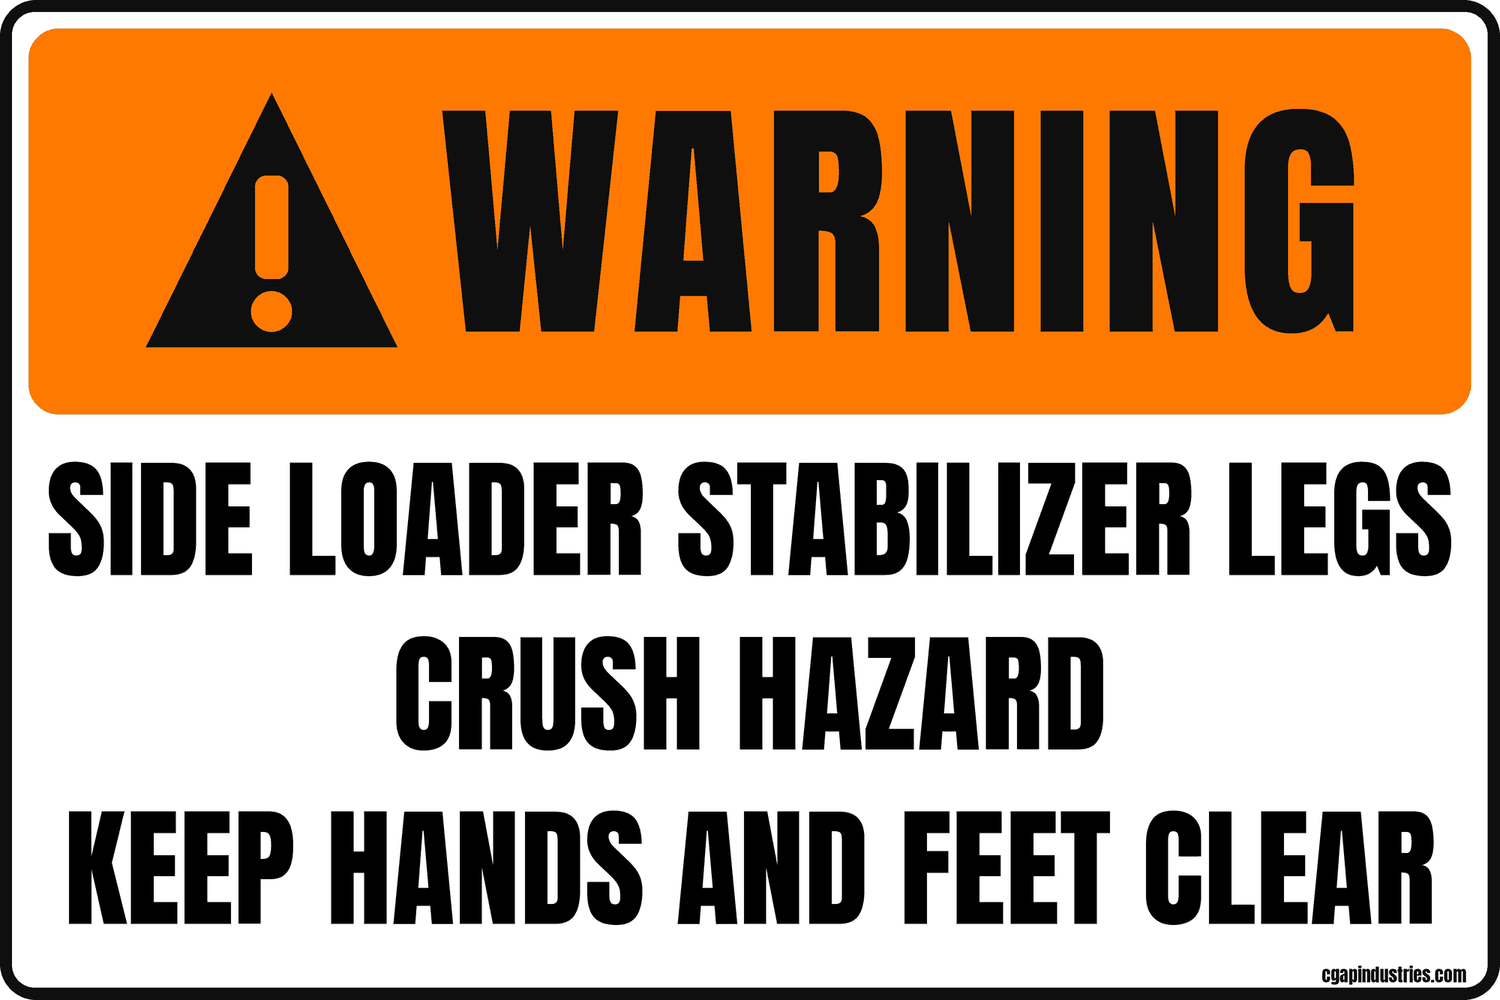 WARNING
SIDE LOADER STABILIZER LEGS
CRUSH HAZARD
KEEP HANDS AND FEET CLEAR
cgapindustries.com